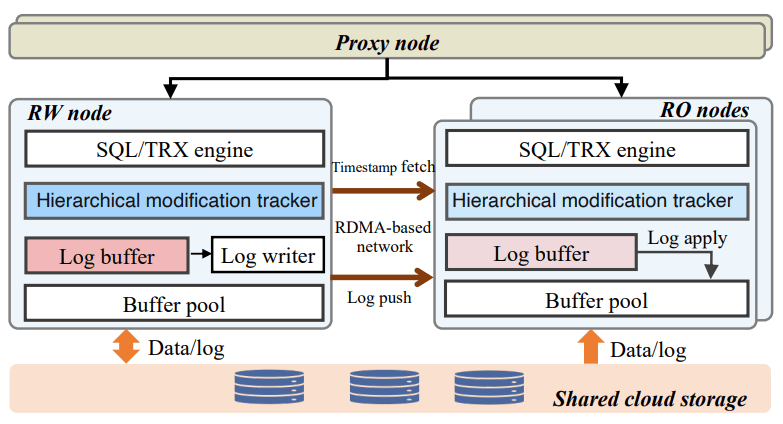 Proxy node
RW node
SQL/TRX engine
Hierarchical modification tracker
Log buffer
Log writer
Buffer pool
Timestamp fetch
RDMA-based
network
Log push
RO nodes
SQL/TRX engine
Hierarchical modification tracker
Log buffer
Log apply
Buffer pool
Data/log
Data/log
Shared cloud storage